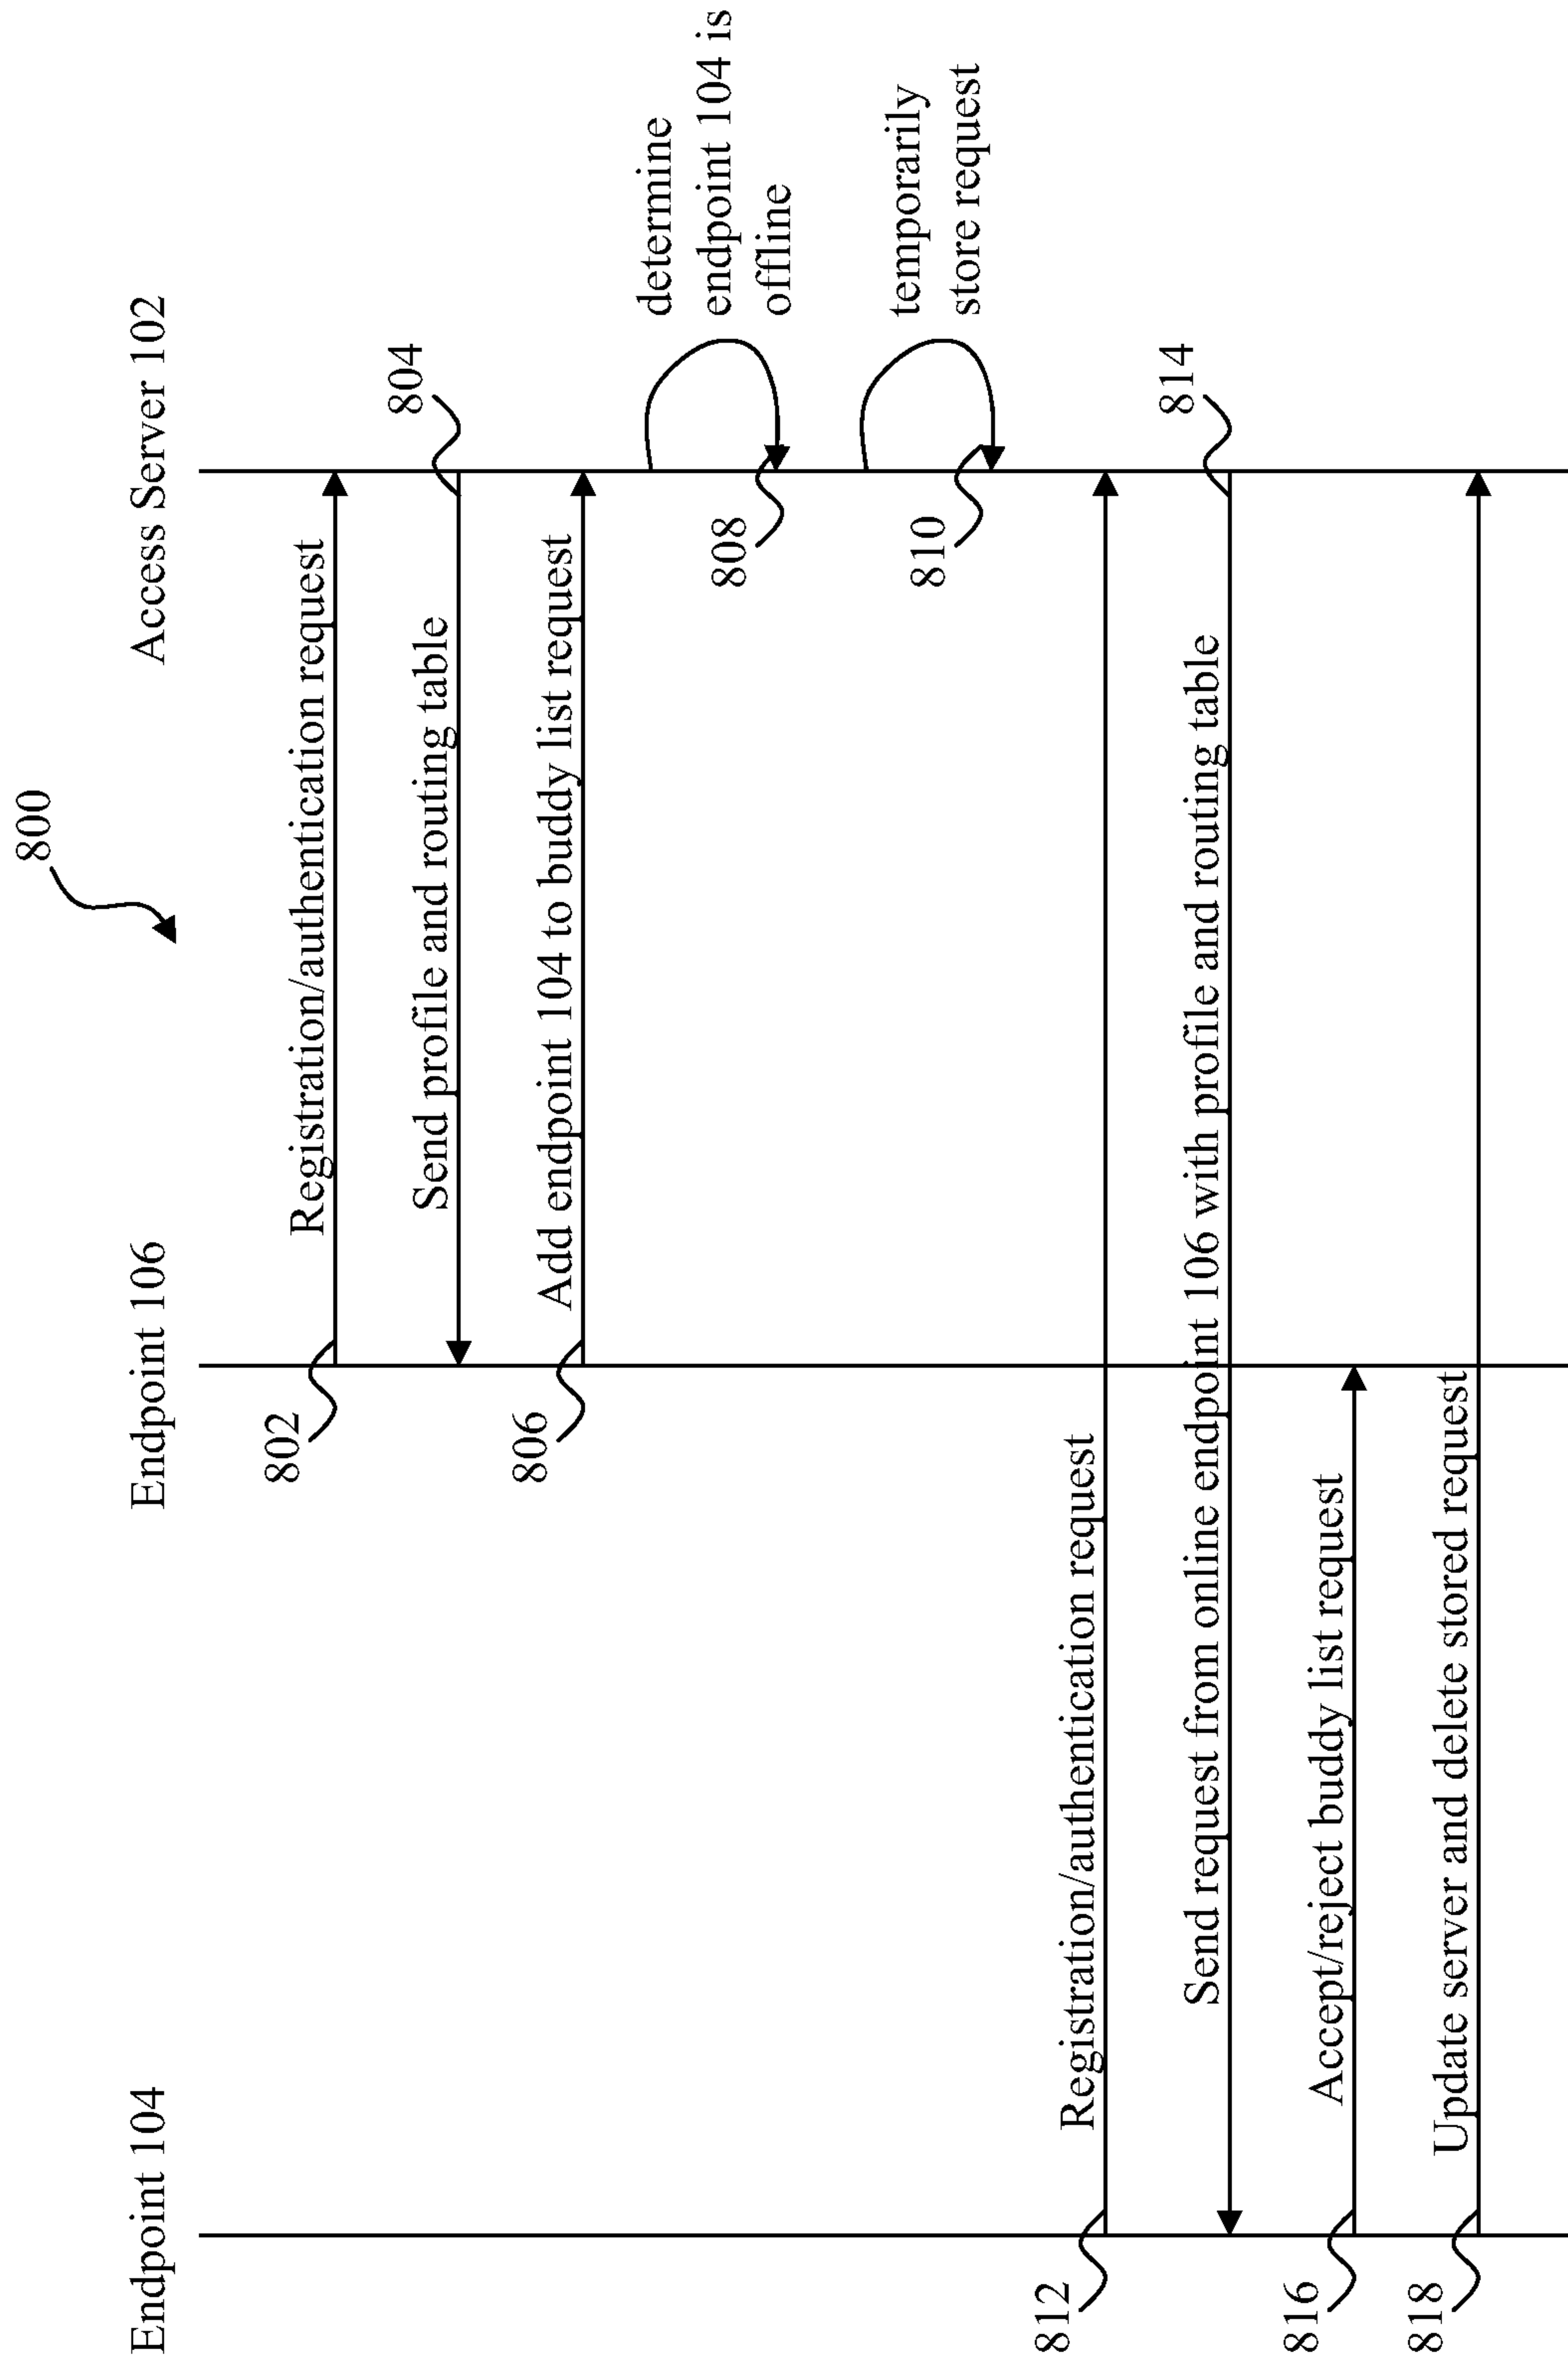 800
Endpoint 104
Endpoint 106
Access Server 102
Registration/authentication request
802
Send profile and routing table
804
Add endpoint 104 to buddy list request
806
determine
endpoint 104 is
offline
808
temporarily
store request
810
Registration/authentication request
812
Send request from online endpoint 106 with profile and routing table
814
Accept/reject buddy list request
816
Update server and delete stored request
818